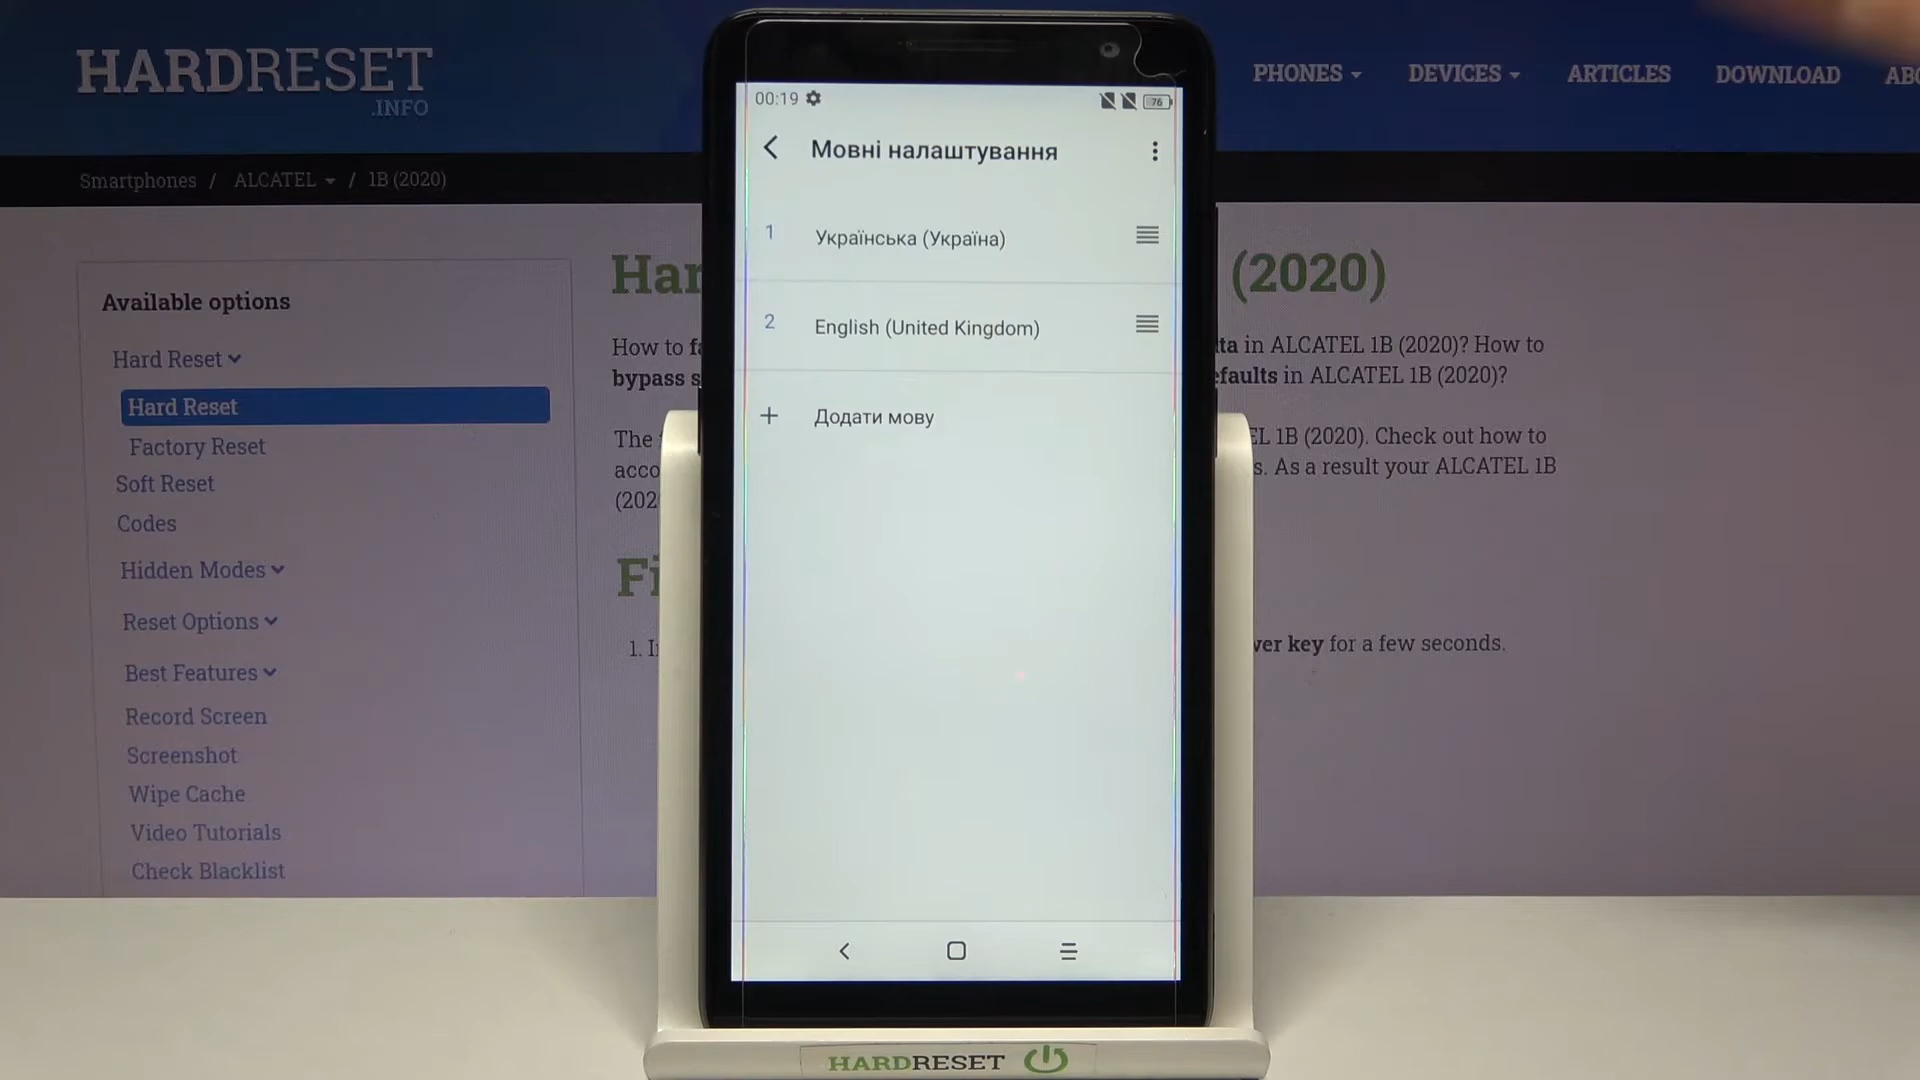 HARDRESET
.INFO
PHONES
DEVICES
ARTICLES
DOWNLOAD
Smartphones / ALCATEL / 1B (2020)
00:19
76
Мовні налаштування
1 Українська (Україна)
2 English (United Kingdom)
+ Додати мову
Available options
Hard Reset
Hard Reset
Factory Reset
Soft Reset
Codes
Hidden Modes
Reset Options
Best Features
Record Screen
Screenshot
Wipe Cache
Video Tutorials
Check Blacklist
(2020)
How to
in ALCATEL 1B (2020)? How to
bypass
in ALCATEL 1B (2020)?
The
1B (2020). Check out how to
As a result your ALCATEL 1B
1.
key for a few seconds.
HARDRESET